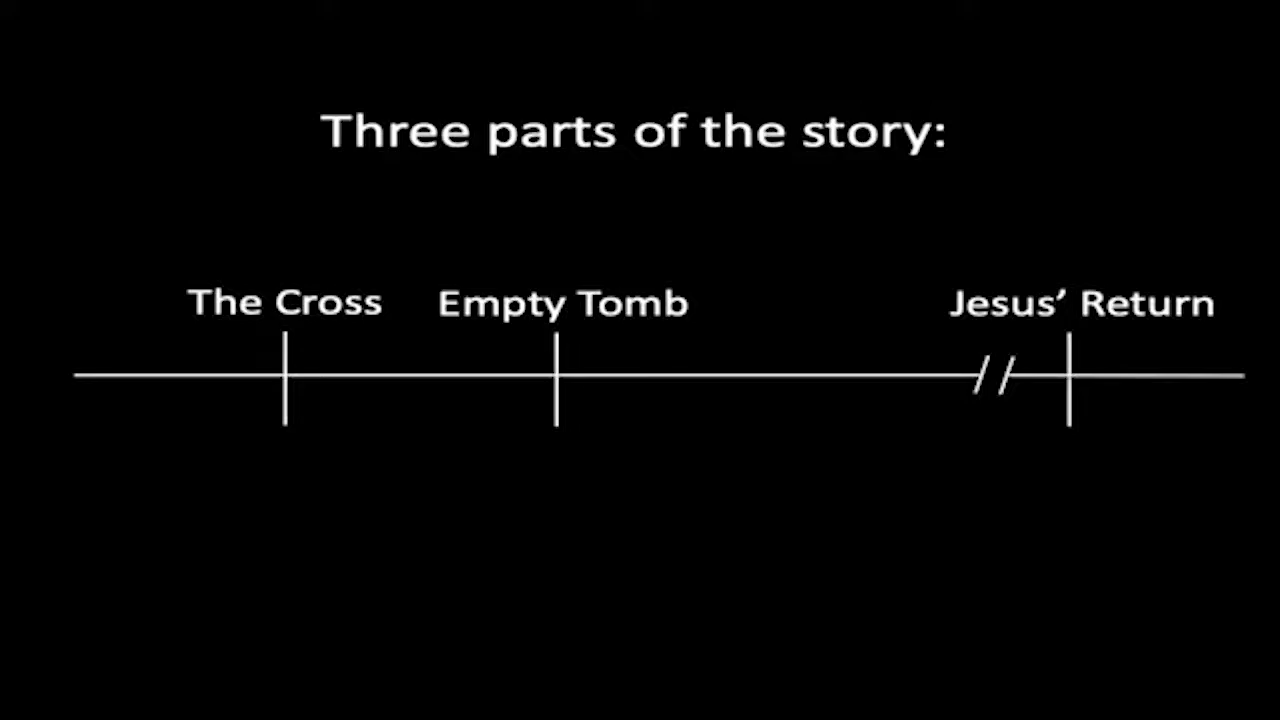 Three parts of the story:
The Cross Empty Tomb Jesus’ Return